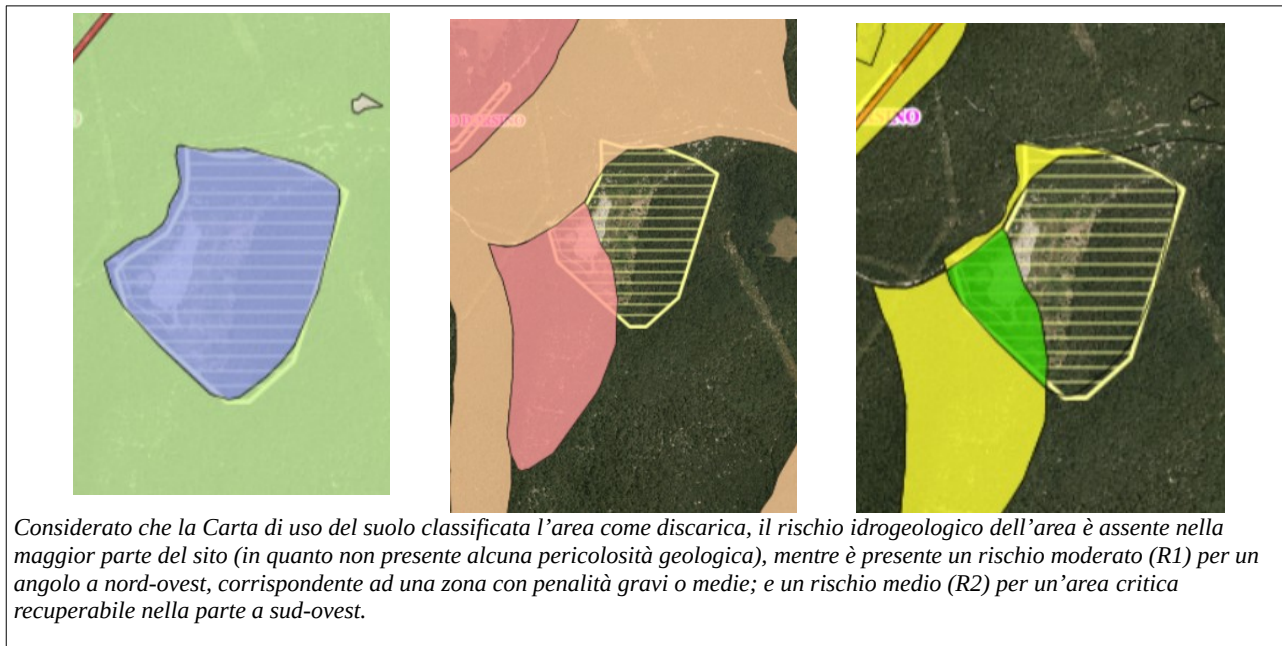 O
O DORSINO
RSINO
Considerato che la Carta di uso del suolo classificata l’area come discarica, il rischio idrogeologico dell’area è assente nella
maggior parte del sito (in quanto non presente alcuna pericolosità geologica), mentre è presente un rischio moderato (R1) per un
angolo a nord-ovest, corrispondente ad una zona con penalità gravi o medie; e un rischio medio (R2) per un’area critica
recuperabile nella parte a sud-ovest.